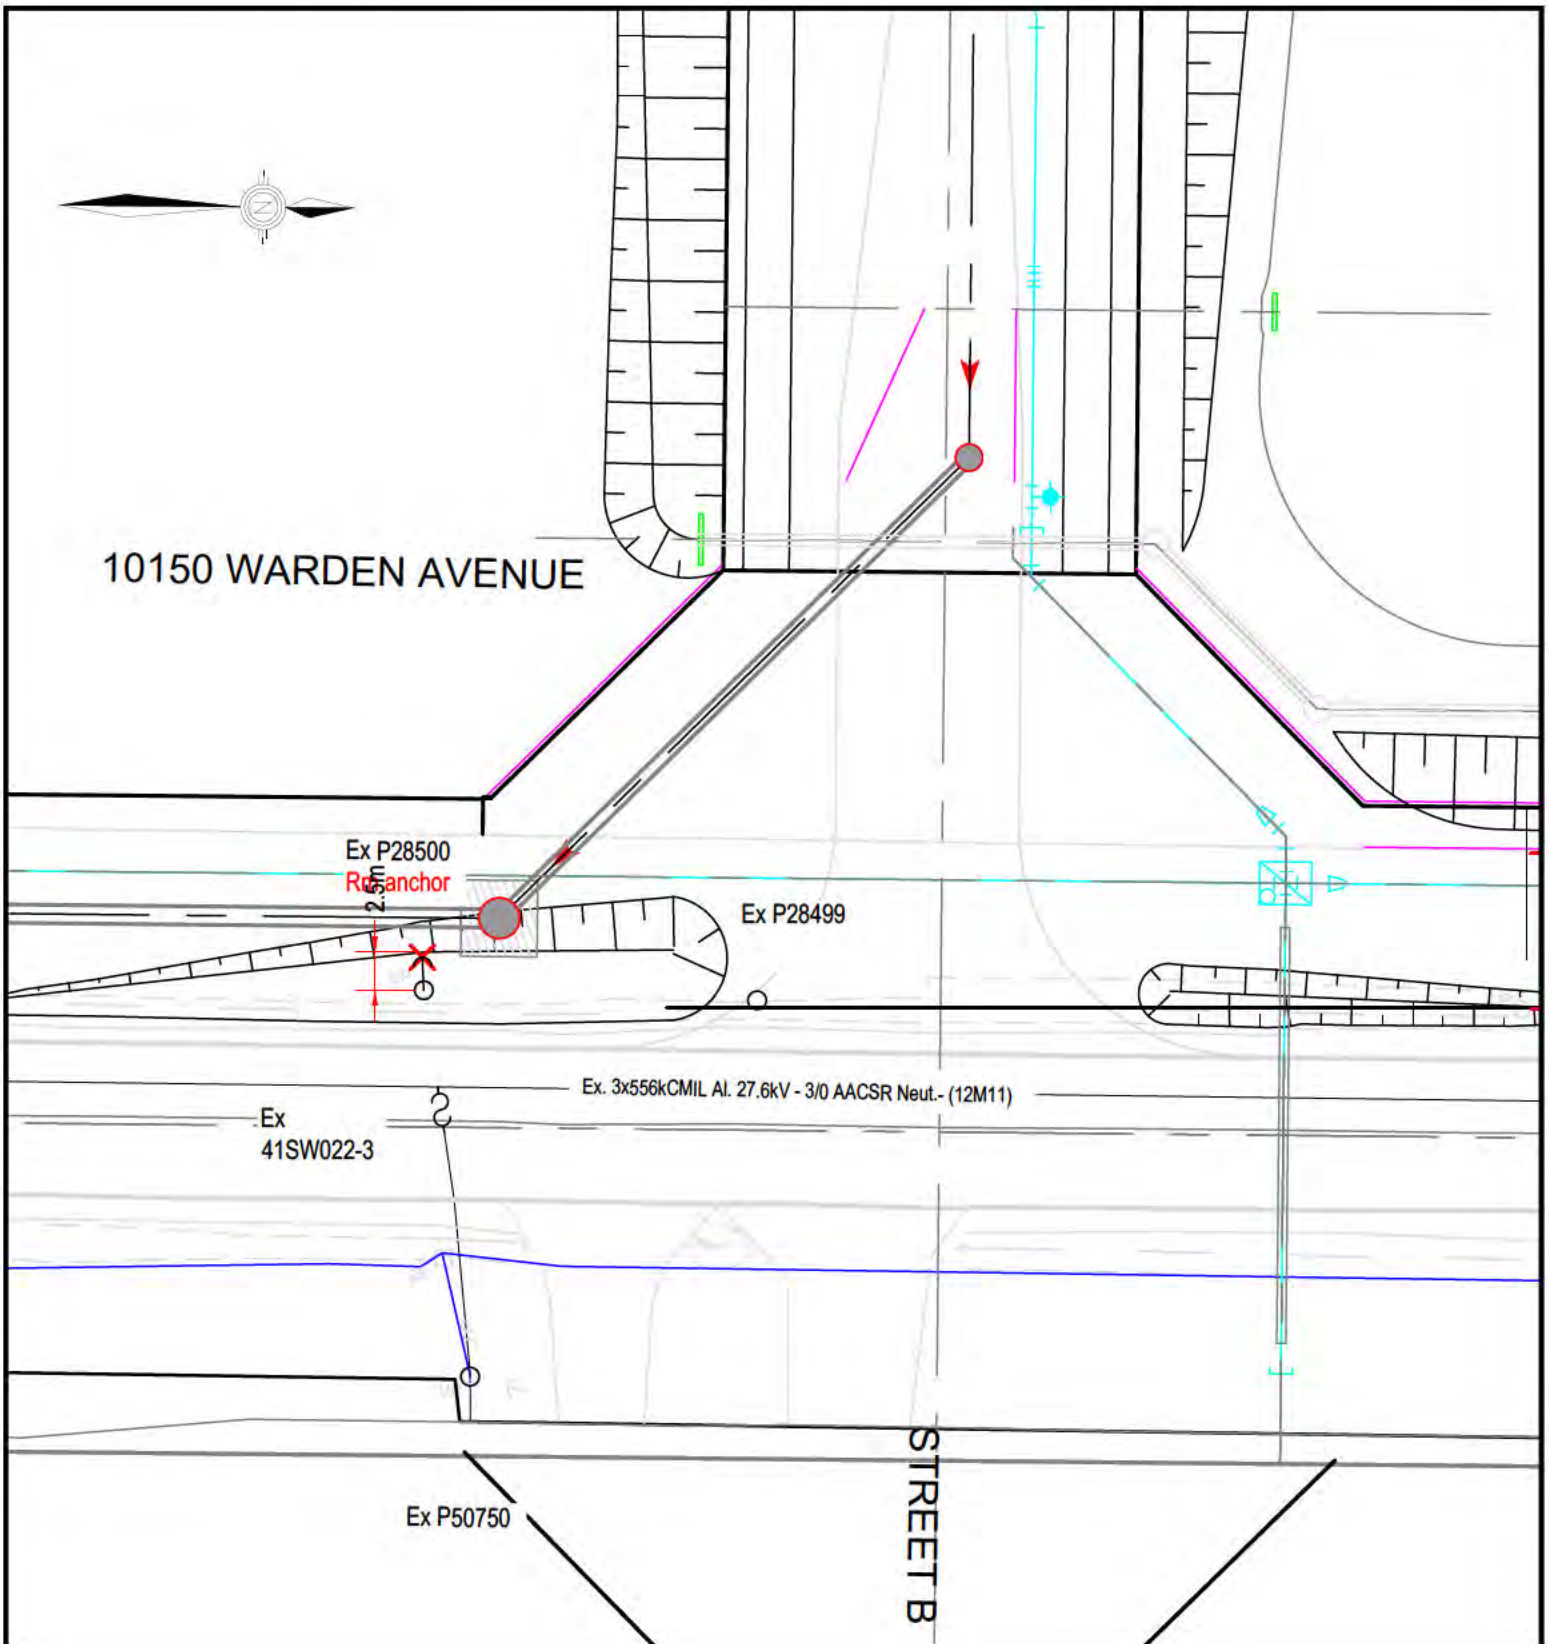 N
10150 WARDEN AVENUE
Ex P28500
Rm anchor
2.5m
Ex P28499
Ex. 3x556kCMIL Al. 27.6kV - 3/0 AACSR Neut.- (12M11)
Ex
41SW022-3
STREET B
Ex P50750